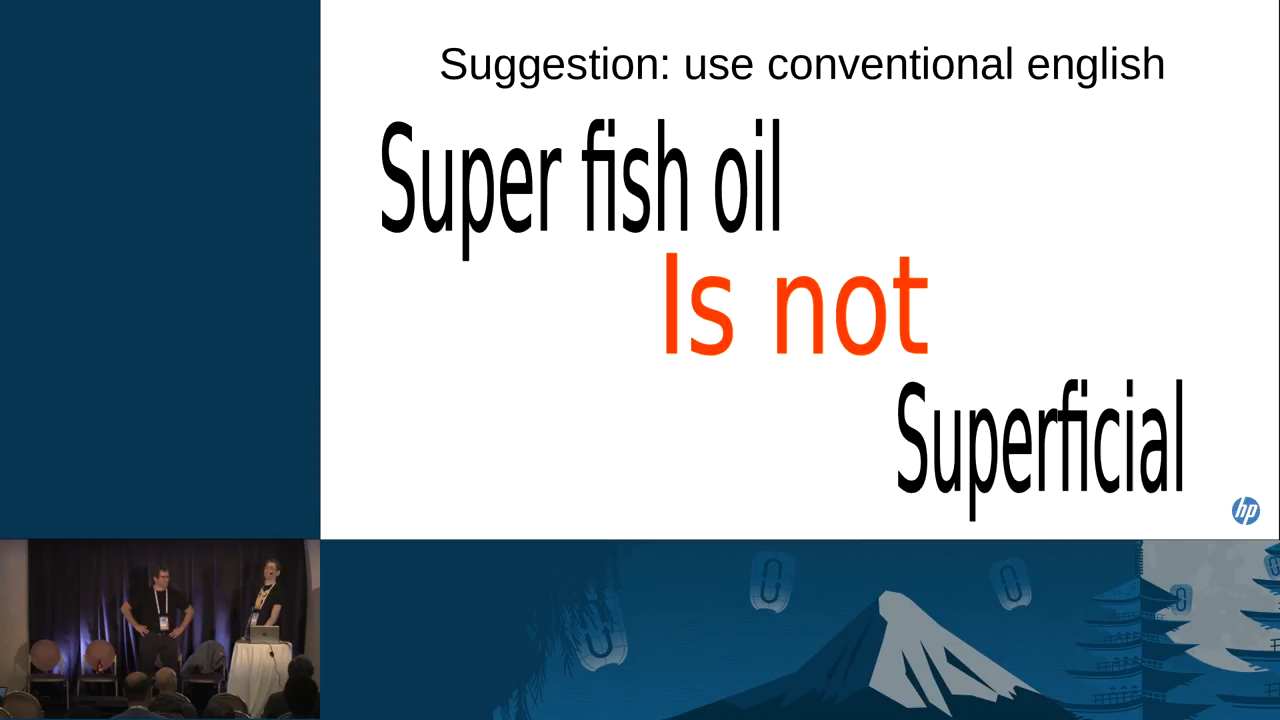 Suggestion: use conventional english
Super fish oil
Is not
Superficial
hp